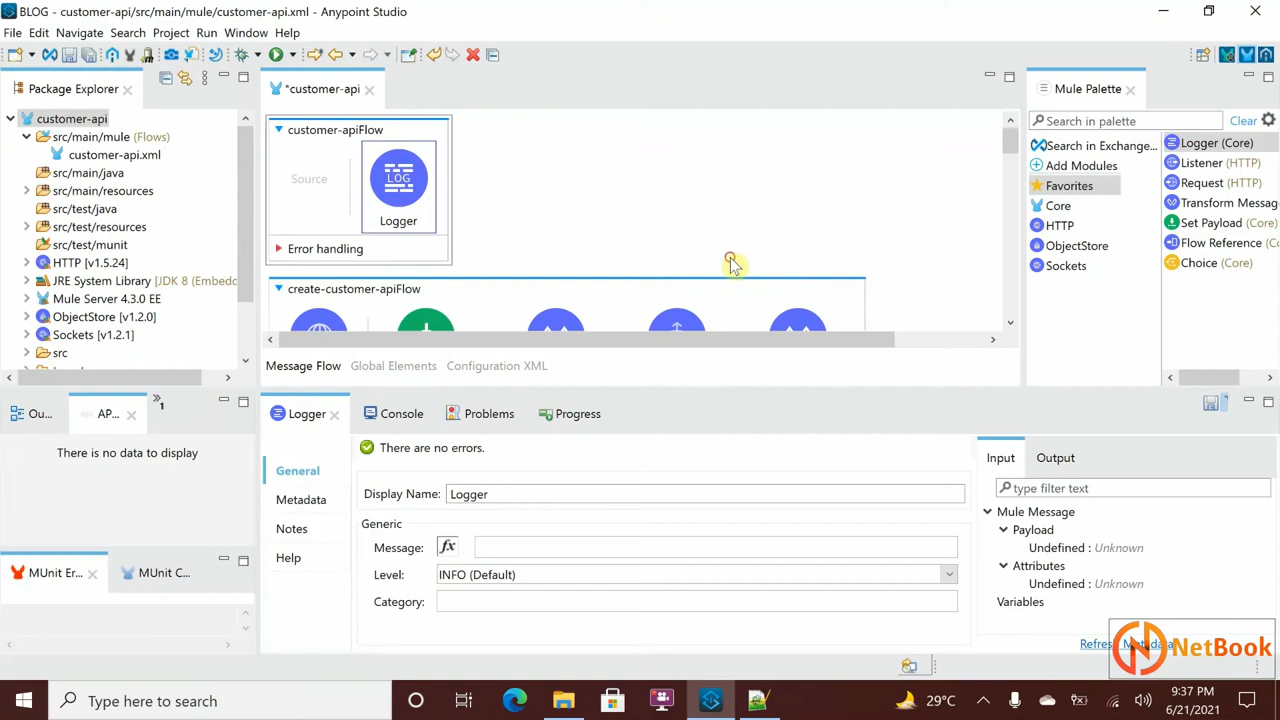 BLOG - customer-api/src/main/mule/customer-api.xml - Anypoint Studio
File Edit Navigate Search Project Run Window Help
Package Explorer
*customer-api
Mule Palette
customer-api
src/main/mule (Flows)
customer-api.xml
src/main/java
src/main/resources
src/test/java
src/test/resources
src/test/munit
HTTP [v1.5.24]
JRE System Library [JDK 8 (Embedd
Mule Server 4.3.0 EE
ObjectStore [v1.2.0]
Sockets [v1.2.1]
src
customer-apiFlow
Source
LOG
Logger
Error handling
create-customer-apiFlow
Message Flow Global Elements Configuration XML
Search in palette
Clear
Search in Exchange...
Add Modules
Favorites
Core
HTTP
ObjectStore
Sockets
Logger (Core)
Listener (HTTP)
Request (HTTP)
Transform Messag
Set Payload (Core)
Flow Reference (C
Choice (Core)
Ou...
AP...
1
There is no data to display
MUnit Er...
MUnit C...
Logger
Console
Problems
Progress
There are no errors.
General
Metadata
Notes
Help
Display Name: Logger
Generic
Message: fx
Level: INFO (Default)
Category:
Input Output
type filter text
Mule Message
Payload
Undefined : Unknown
Attributes
Undefined : Unknown
Variables
NetBook
Type here to search
29°C
9:37 PM
6/21/2021